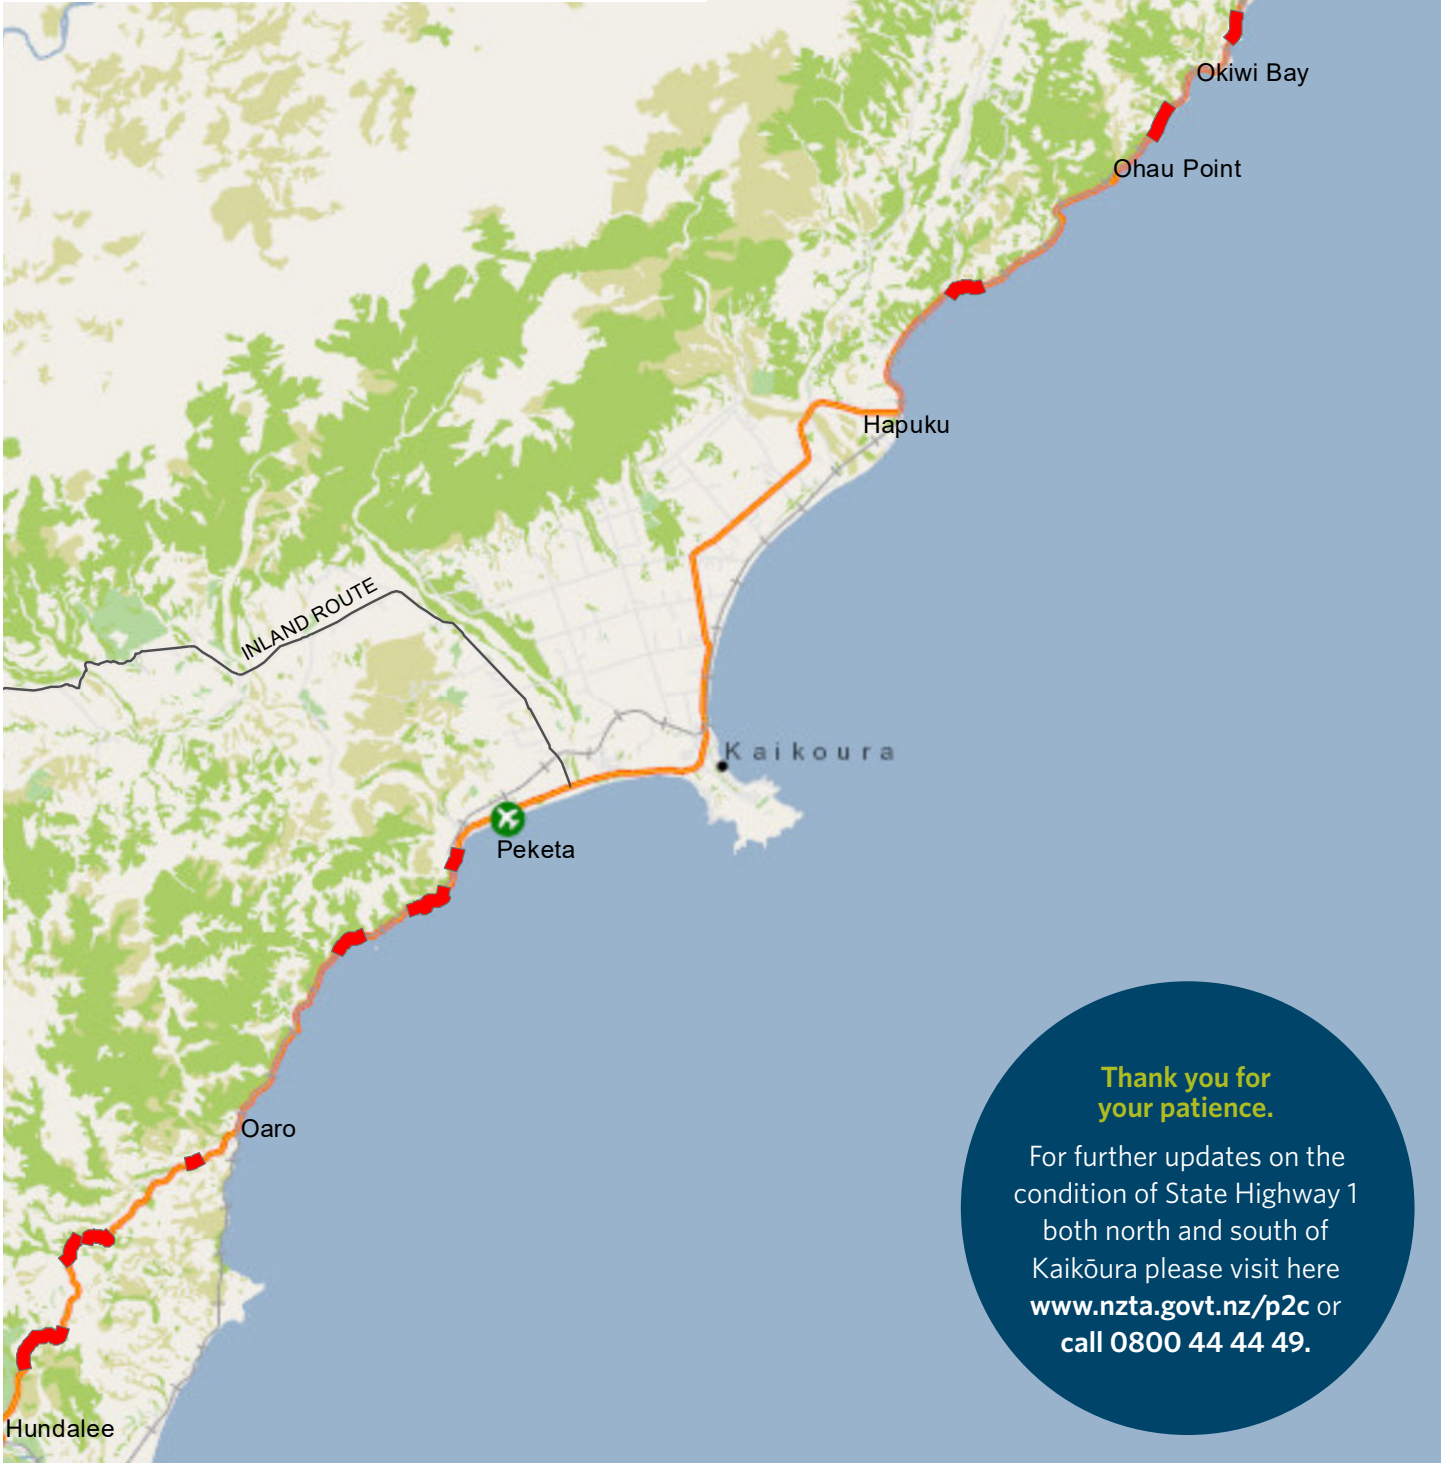 Okiwi Bay
Ohau Point
Hapuku
INLAND ROUTE
Kaikoura
Peketa
Oaro
Hundalee
Thank you for
your patience.
For further updates on the
condition of State Highway 1
both north and south of
Kaikōura please visit here
www.nzta.govt.nz/p2c or
call 0800 44 44 49.